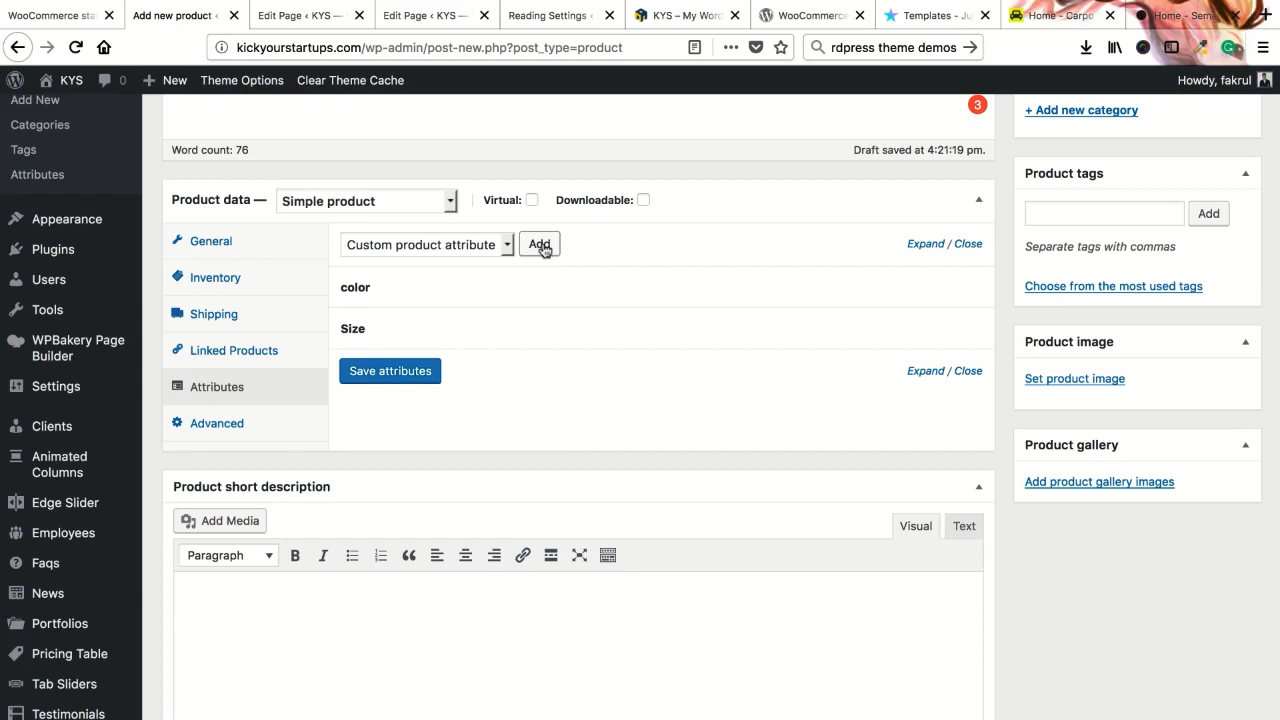 WooCommerce sta
Add new product ‹
Edit Page ‹ KYS —
Edit Page ‹ KYS —
Reading Settings ‹
KYS – My Word
WooCommerce
Templates - Ju
Home - Carpo
Home - Sem
kickyourstartups.com/wp-admin/post-new.php?post_type=product
rdpress theme demos
KYS
0
New
Theme Options
Clear Theme Cache
Howdy, fakrul
Add New
Categories
Tags
Attributes
Appearance
Plugins
Users
Tools
WPBakery Page
Builder
Settings
Clients
Animated
Columns
Edge Slider
Employees
Faqs
News
Portfolios
Pricing Table
Tab Sliders
Testimonials
3
Word count: 76
Draft saved at 4:21:19 pm.
Product data —
Simple product
Virtual:
Downloadable:
General
Inventory
Shipping
Linked Products
Attributes
Advanced
Custom product attribute
Add
Expand / Close
color
Size
Save attributes
Expand / Close
Product short description
Add Media
Visual
Text
Paragraph
+ Add new category
Product tags
Add
Separate tags with commas
Choose from the most used tags
Product image
Set product image
Product gallery
Add product gallery images